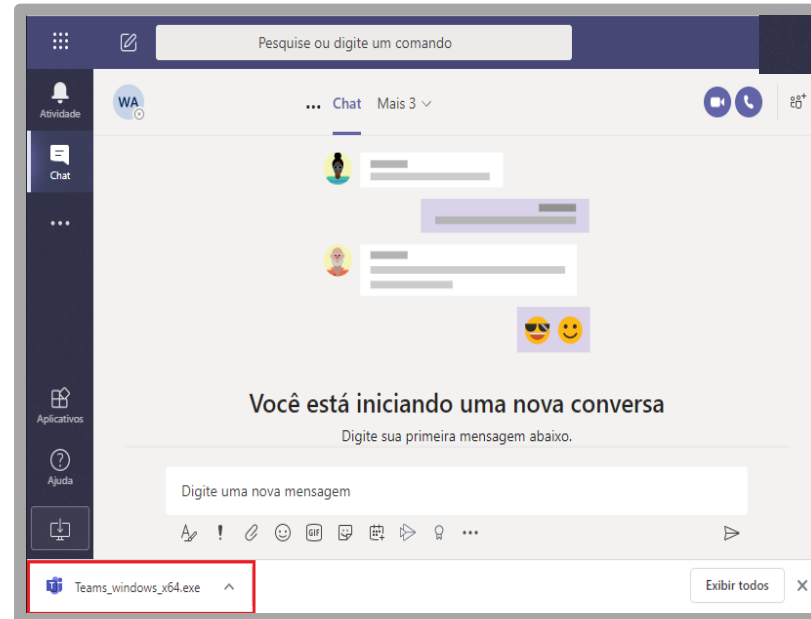 Pesquise ou digite um comando
Atividade
WA
... Chat Mais 3
Chat
Aplicativos
Você está iniciando uma nova conversa
Digite sua primeira mensagem abaixo.
Ajuda
Digite uma nova mensagem
GIF
Teams_windows_x64.exe
Exibir todos